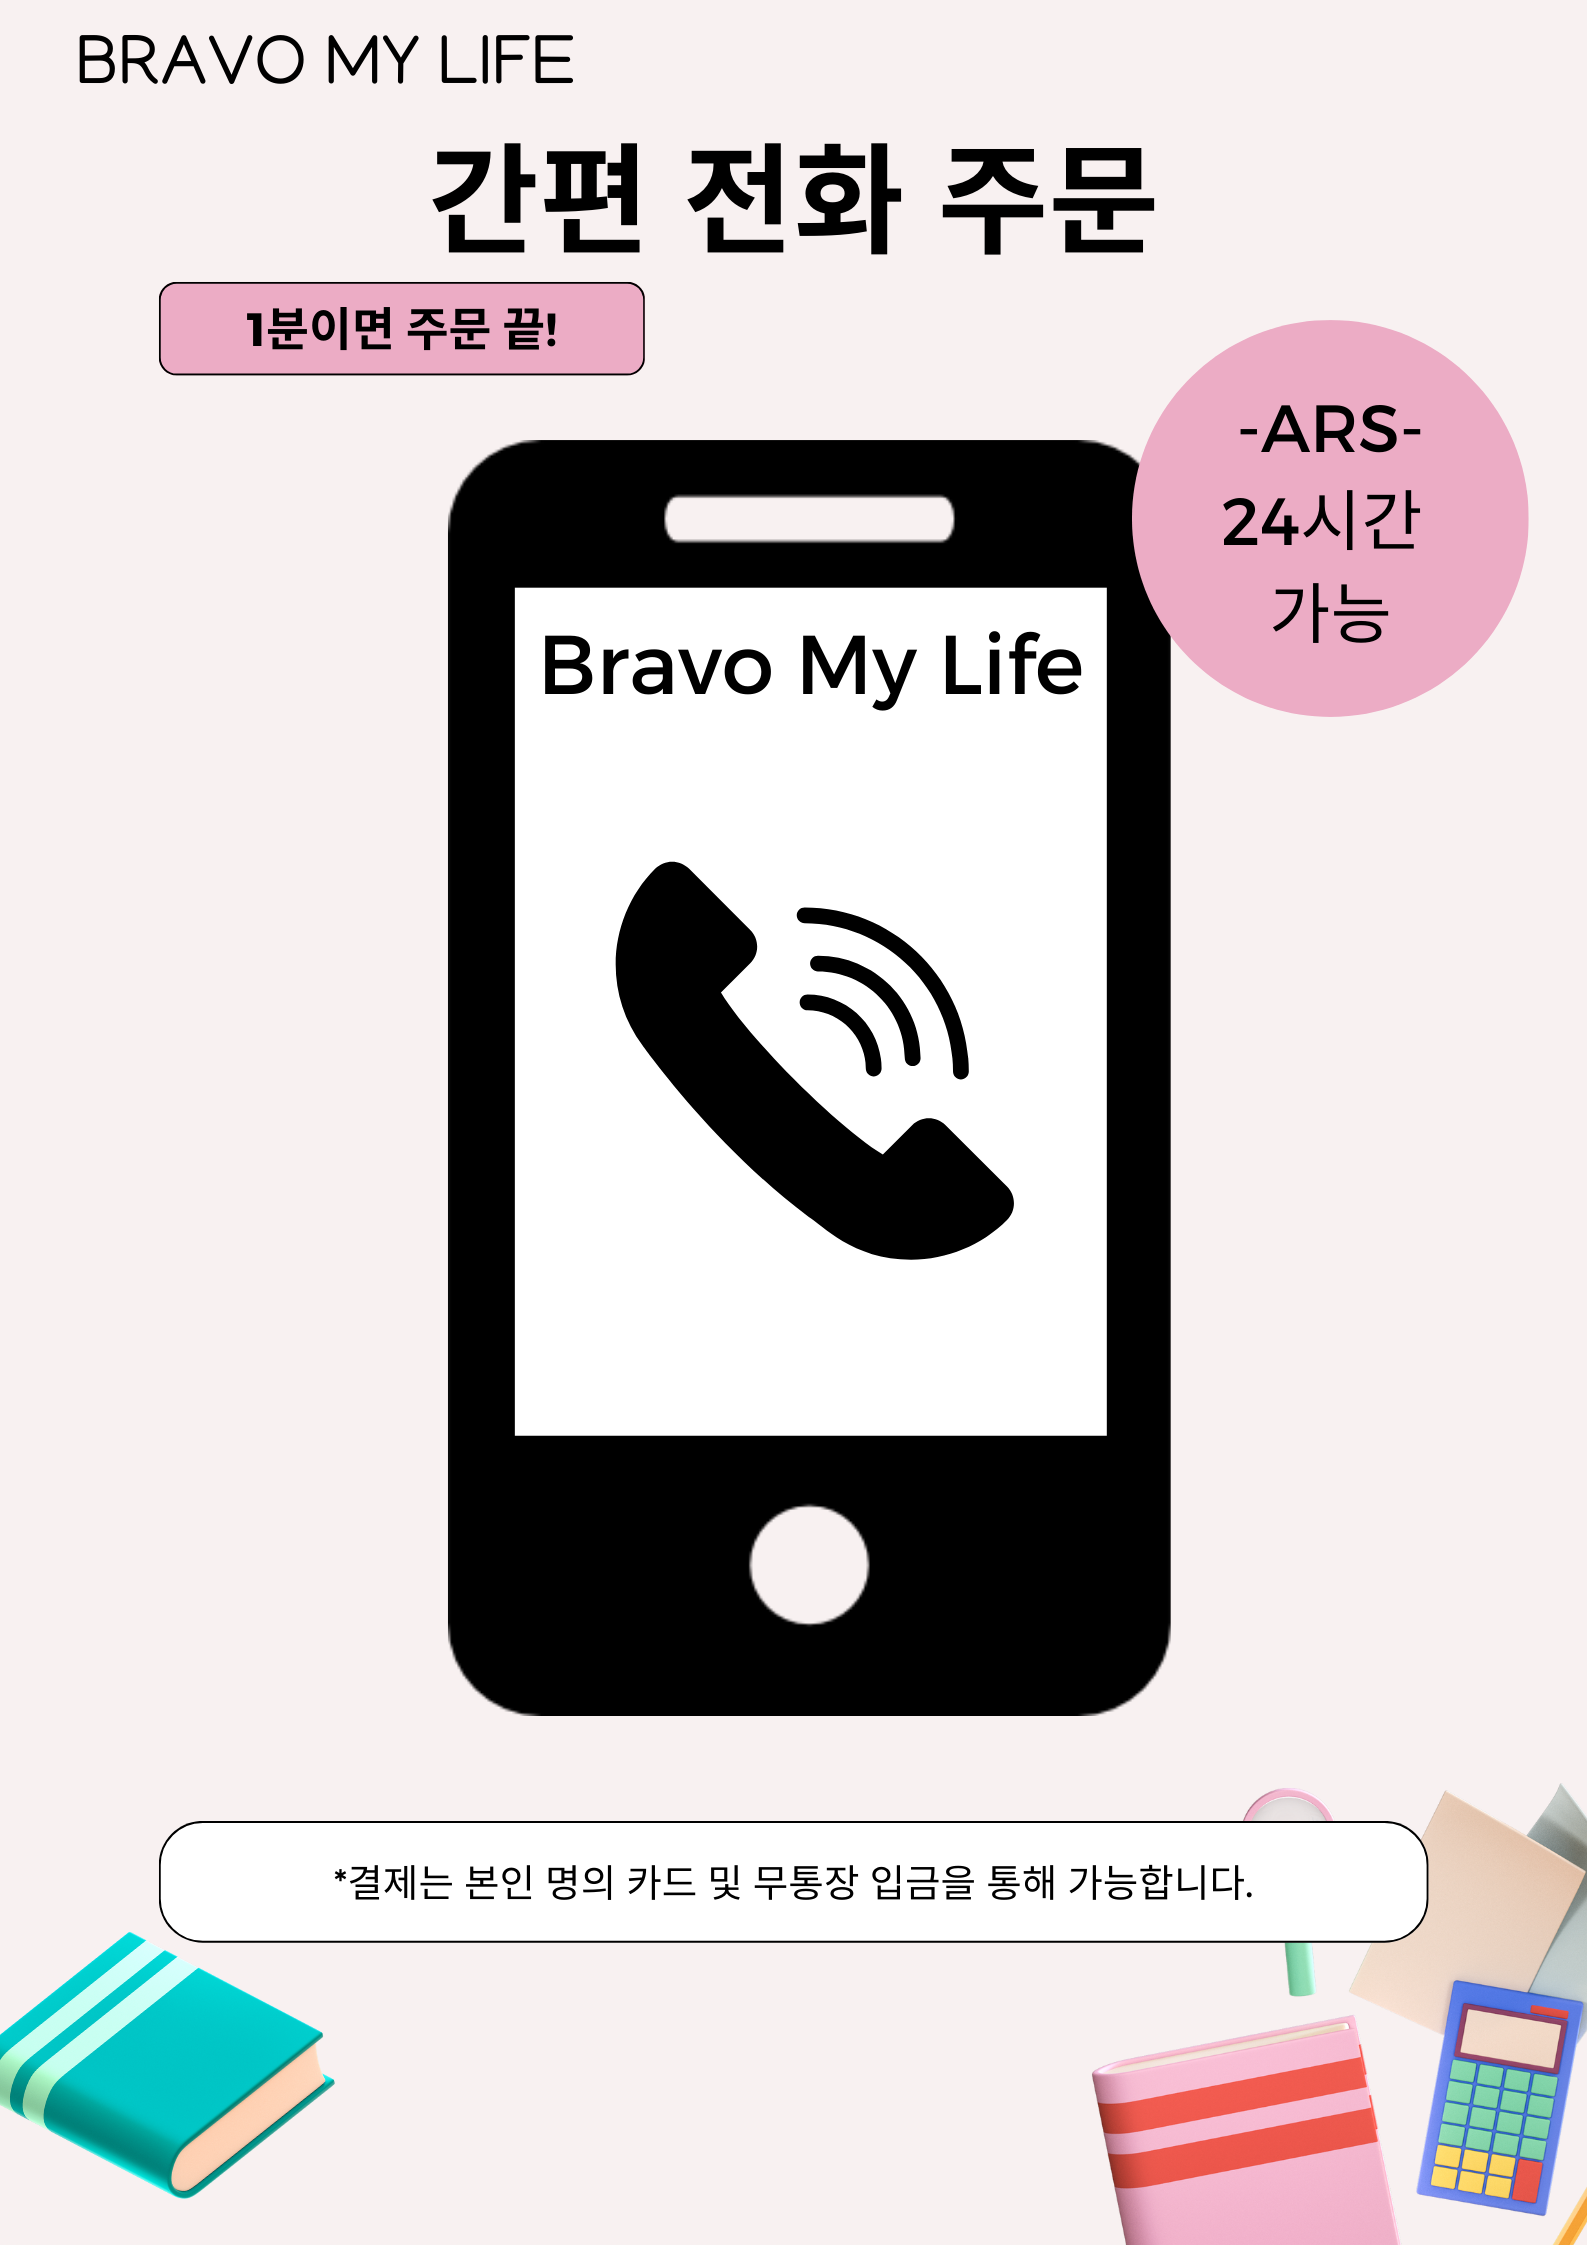 BRAVO MY LIFE
간편 전화 주문
1분이면 주문 끝!
-ARS-
24시간
가능
Bravo My Life
*결제는 본인 명의 카드 및 무통장 입금을 통해 가능합니다.